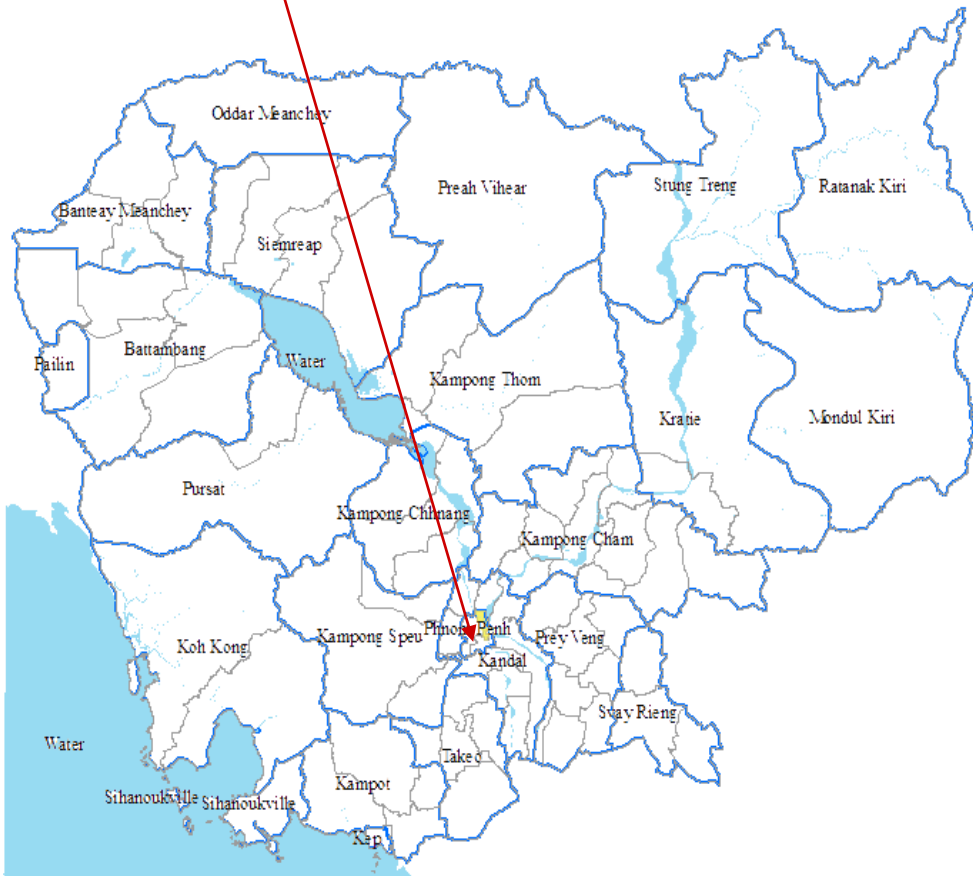 Oddar Meanchey
Preah Vihear
Stung Treng
Ratanak Kiri
Banteay Meanchey
Siemreap
Pailin
Battambang
Water
Kampong Thom
Kratie
Mondul Kiri
Pursat
Kampong Chhnang
Kampong Cham
Koh Kong
Kampong Speu
Phnom Penh
Prey Veng
Kandal
Svay Rieng
Water
Takeo
Kampot
Sihanoukville
Sihanoukville
Kep